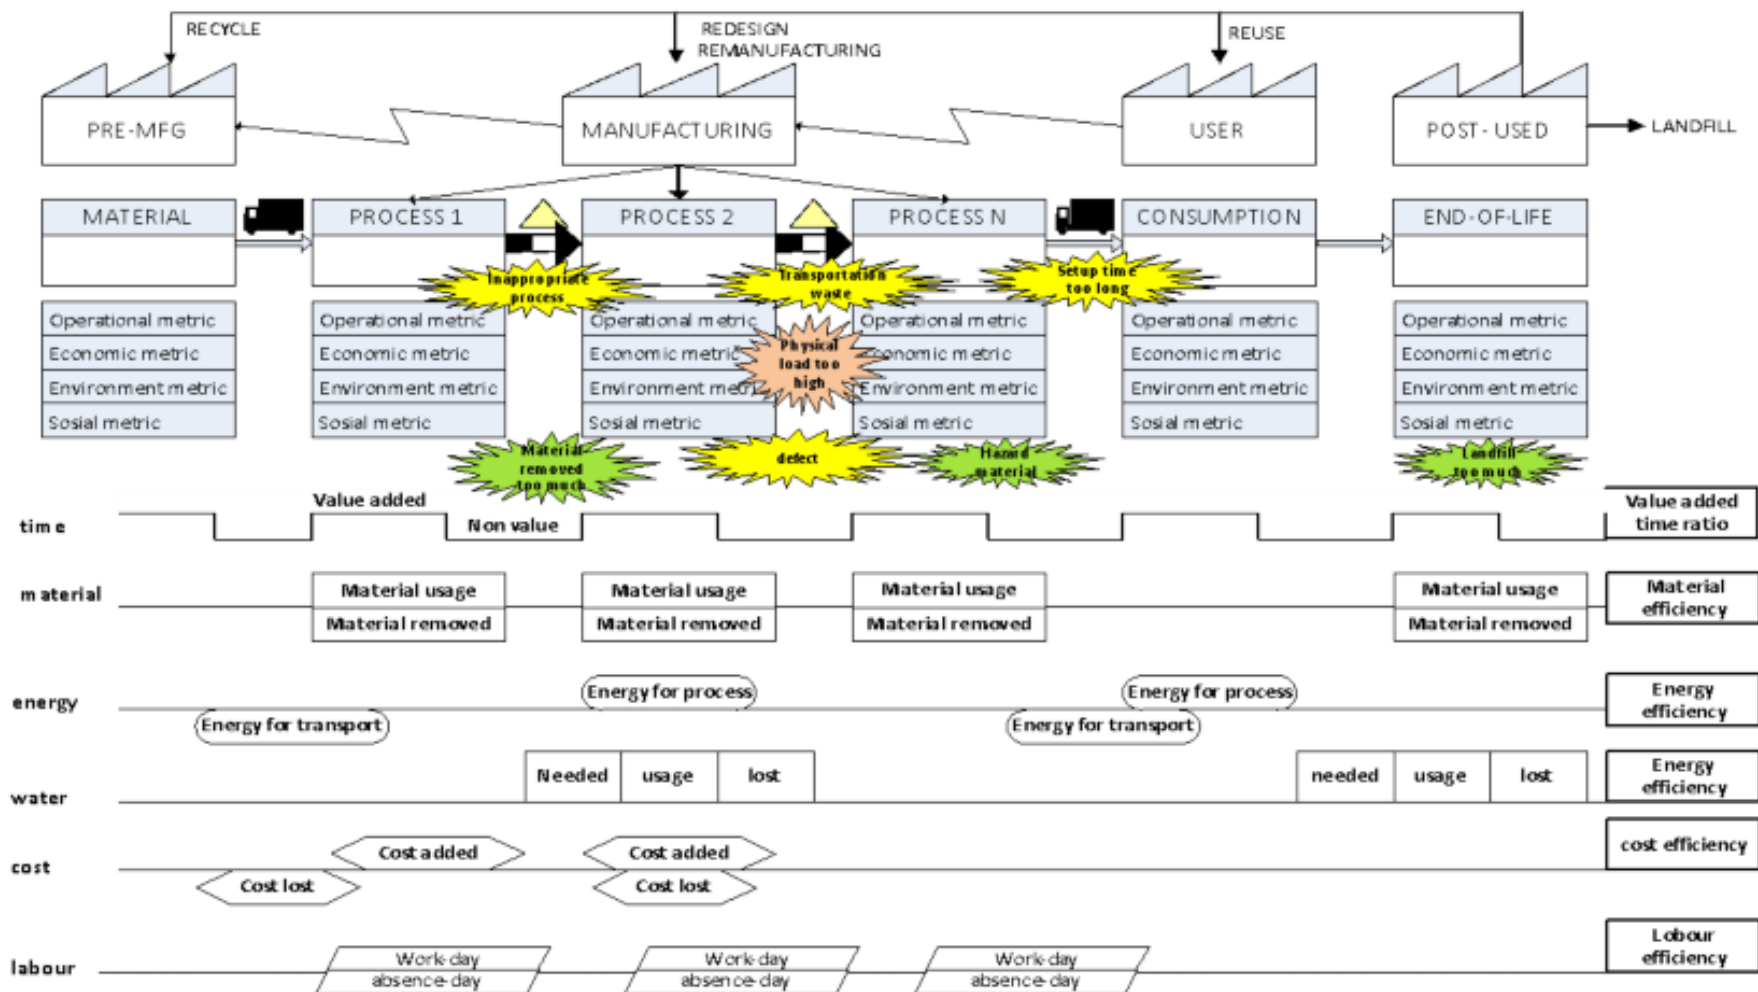 RECYCLE
REDESIGN
REMANUFACTURING
REUSE
PRE-MFG
MANUFACTURING
USER
POST-USED
LANDFILL
MATERIAL
PROCESS 1
PROCESS 2
PROCESS N
CONSUMPTION
END-OF-LIFE
Inappropriate
process
Transportation
waste
Setup time
too long
Operational metric
Operational metric
Operational metric
Operational metric
Operational metric
Operational metric
Economic metric
Economic metric
Economic metric
Economic metric
Economic metric
Economic metric
Physical
load too
high
Environment metric
Environment metric
Environment metric
Environment metric
Environment metric
Environment metric
Sosial metric
Sosial metric
Sosial metric
Sosial metric
Sosial metric
Sosial metric
Material
removed
too much
defect
Hazard
material
Landfill
too much
time
Value added
Non value
Value added
time ratio
material
Material usage
Material removed
Material usage
Material removed
Material usage
Material removed
Material usage
Material removed
Material
efficiency
energy
Energy for transport
Energy for process
Energy for transport
Energy for process
Energy
efficiency
water
Needed
usage
lost
needed
usage
lost
Energy
efficiency
cost
Cost added
Cost lost
Cost added
Cost lost
cost efficiency
labour
Work-day
absence-day
Work-day
absence-day
Work-day
absence-day
Lobour
efficiency